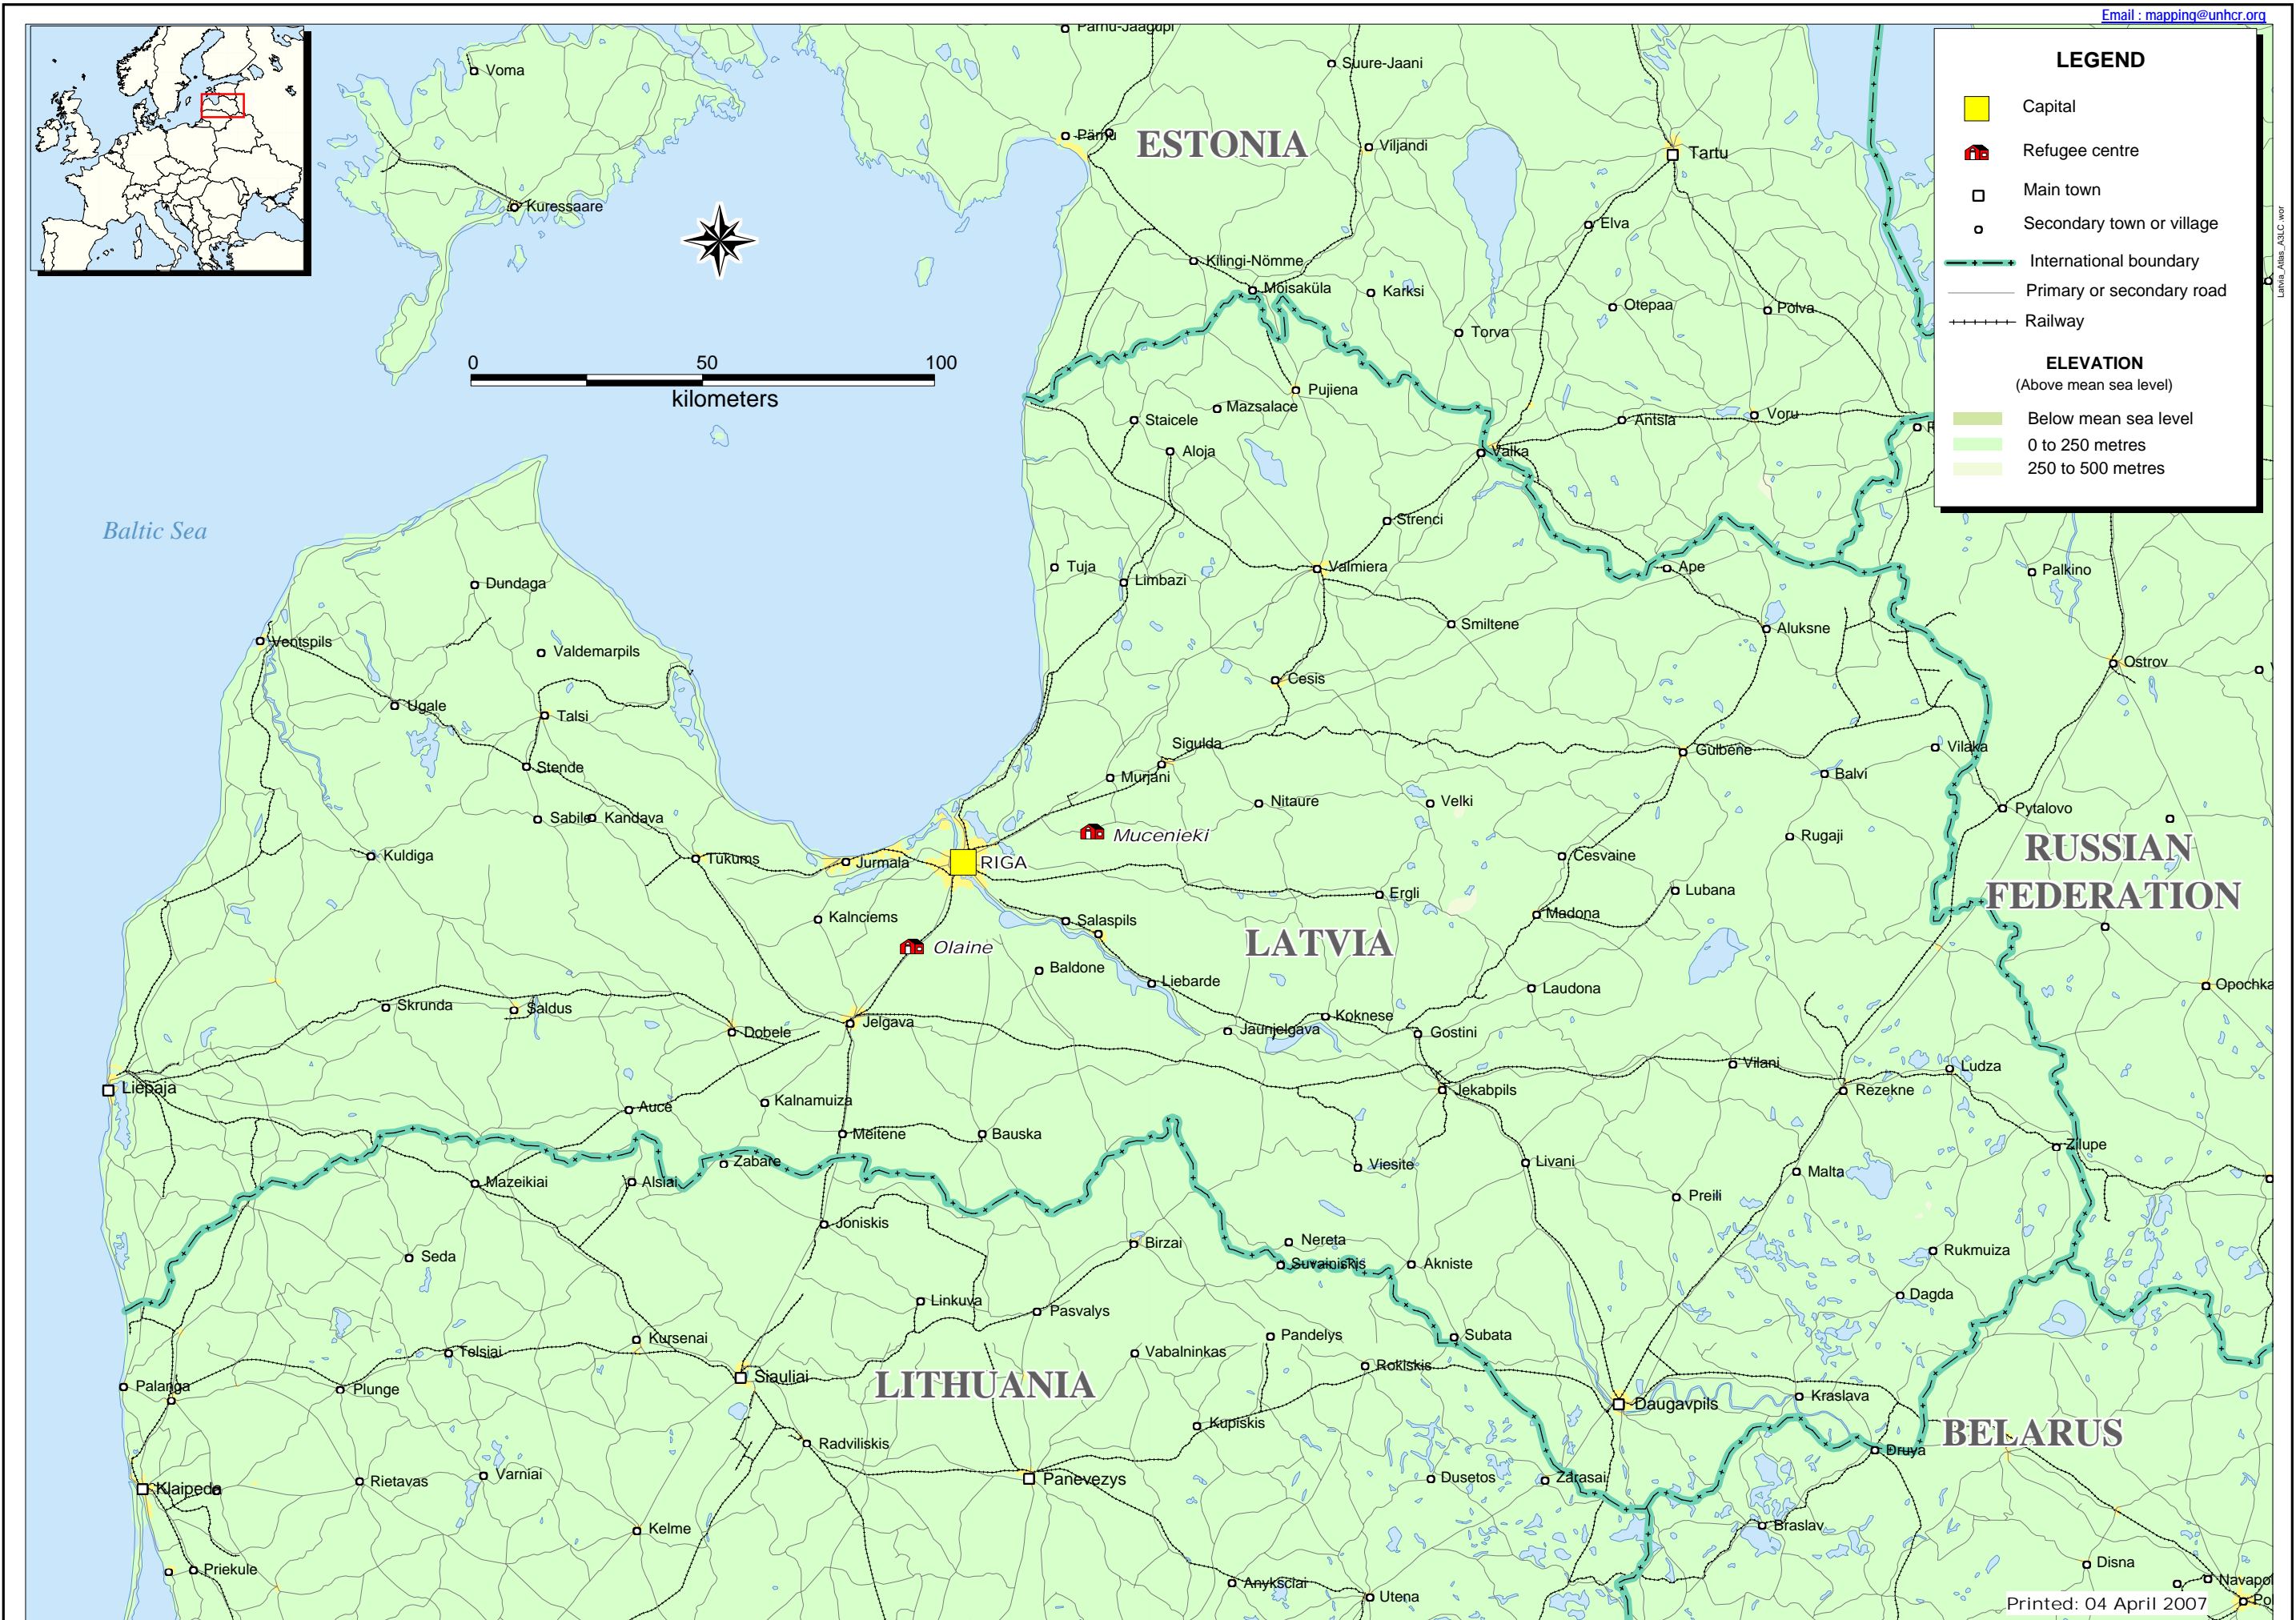 Email : mapping@unhcr.org
LEGEND
Capital
Refugee centre
Main town
Secondary town or village
International boundary
Primary or secondary road
Railway
ELEVATION
(Above mean sea level)
Below mean sea level
0 to 250 metres
250 to 500 metres
Latvia_Atlas_A3LC.wor
Parnu-Jaagupi
Voma
Suure-Jaani
Pärnu
ESTONIA
Viljandi
Tartu
Kuressaare
Elva
Kilingi-Nömme
Moisaküla
Karksi
Otepaa
Polva
Torva
0 50 100
kilometers
Pujiena
Mazsalace
Staicele
Antsla
Voru
R
Aloja
Valka
Strenci
Baltic Sea
Tuja
Limbazi
Valmiera
Ape
Palkino
Dundaga
Smiltene
Aluksne
Ventspils
Valdemarpils
Ostrov
Cesis
Ugale
Talsi
Sigulda
Gulbene
Vilaka
Stende
Murjani
Balvi
Nitaure
Velki
Pytalovo
Sabile
Kandava
Mucenieki
Rugaji
RUSSIAN
FEDERATION
Kuldiga
Tukums
Jurmala
RIGA
Cesvaine
Ergli
Lubana
Kalnciems
Salaspils
Madona
Olaine
LATVIA
Baldone
Liebarde
Laudona
Opochka
Skrunda
Saldus
Dobele
Jelgava
Jaunjelgava
Koknese
Gostini
Vilani
Ludza
Liepaja
Jekabpils
Rezekne
Auce
Kalnamuiza
Meitene
Bauska
Zilupe
Zabare
Viesite
Livani
Malta
Mazeikiai
Alsiai
Preili
Joniskis
Birzai
Nereta
Rukmuiza
Seda
Suvainiskis
Akniste
Linkuva
Pasvalys
Dagda
Kursenai
Pandelys
Subata
Telsiai
Vabalninkas
Rokiskis
Palanga
Plunge
Siauliai
LITHUANIA
Daugavpils
Kraslava
Kupiskis
BELARUS
Radviliskis
Druya
Klaipeda
Rietavas
Varniai
Panevezys
Dusetos
Zarasai
Kelme
Braslav
Priekule
Disna
Anyksciai
Utena
Navapol
Pol
Printed: 04 April 2007